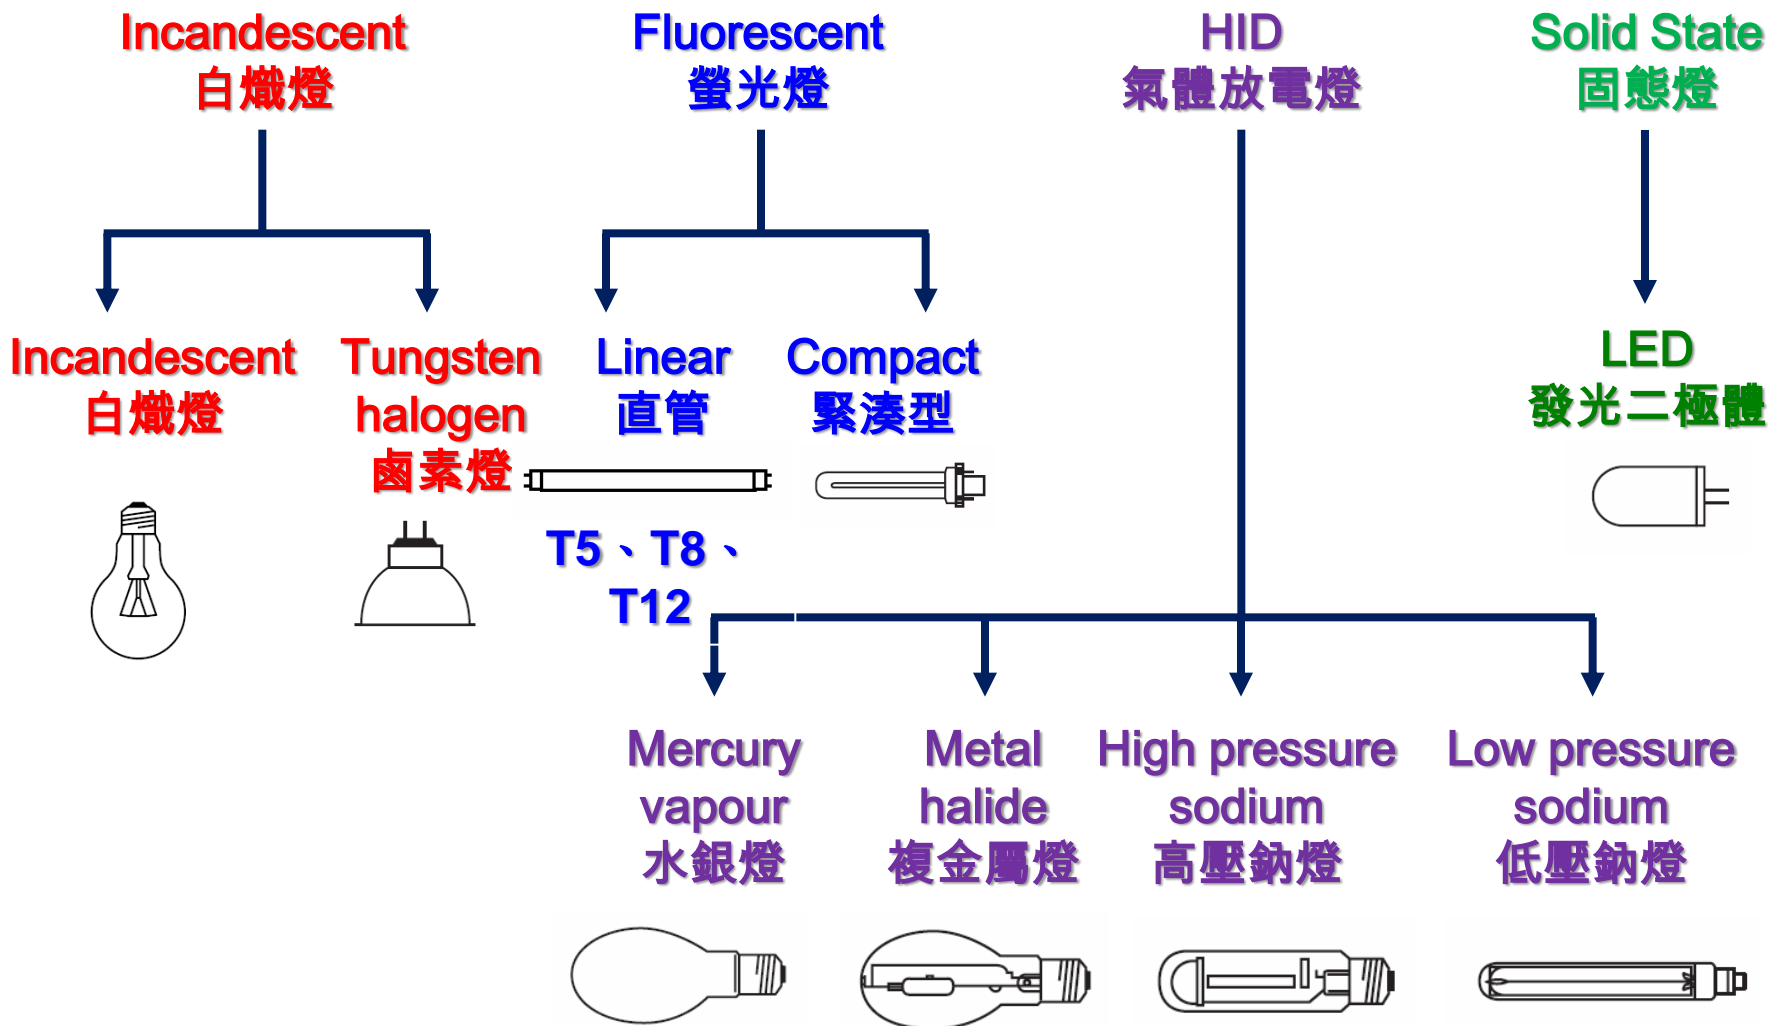 Incandescent
白熾燈
Fluorescent
螢光燈
HID
氣體放電燈
Solid State
固態燈
Incandescent
白熾燈
Tungsten
halogen
鹵素燈
Linear
直管
T5、T8、
T12
Compact
緊湊型
LED
發光二極體
Mercury
vapour
水銀燈
Metal
halide
複金屬燈
High pressure
sodium
高壓鈉燈
Low pressure
sodium
低壓鈉燈